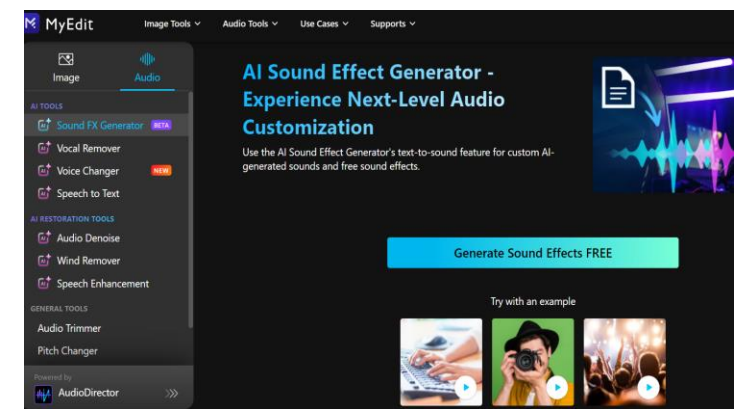 MyEdit
Image Tools
Audio Tools
Use Cases
Supports
Image
Audio
AI TOOLS
Sound FX Generator BETA
Vocal Remover
Voice Changer NEW
Speech to Text
AI RESTORATION TOOLS
Audio Denoise
Wind Remover
Speech Enhancement
GENERAL TOOLS
Audio Trimmer
Pitch Changer
Powered by
AudioDirector
AI Sound Effect Generator -
Experience Next-Level Audio
Customization
Use the AI Sound Effect Generator's text-to-sound feature for custom AI-
generated sounds and free sound effects.
Generate Sound Effects FREE
Try with an example